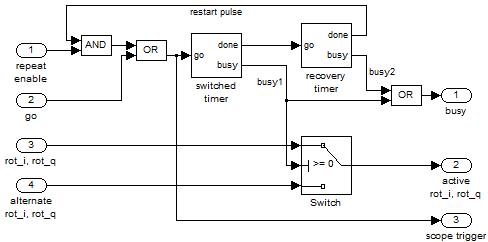 restart pulse
1
repeat
enable
AND
OR
2
go
go
done
busy
switched
timer
busy1
go
done
busy
recovery
timer
busy2
OR
1
busy
3
rot_i, rot_q
4
alternate
rot_i, rot_q
>= 0
Switch
2
active
rot_i, rot_q
3
scope trigger